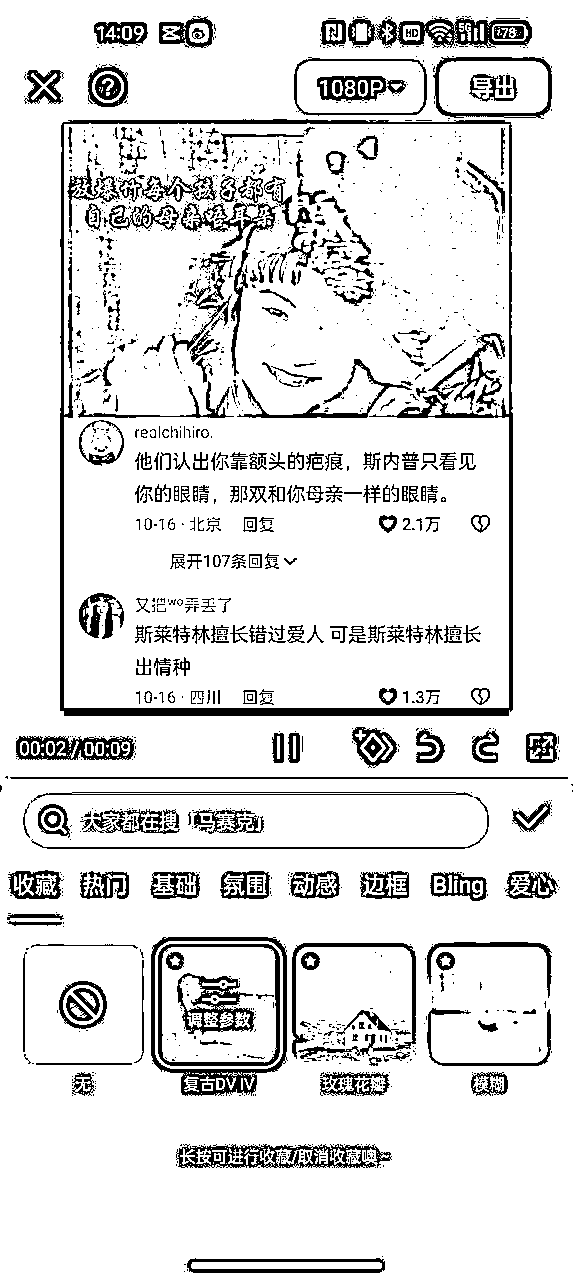 14:09
HD
78
1080P
导出
放爆竹每个孩子都有
自己的母亲捂耳朵
realchihiro.
他们认出你靠额头的疤痕，斯内普只看见
你的眼睛，那双和你母亲一样的眼睛。
10-16 · 北京 回复 2.1万
展开107条回复
又把ʷᵒ弄丢了
斯莱特林擅长错过爱人 可是斯莱特林擅长
出情种
10-16 · 四川 回复 1.3万
00:02 / 00:09
大家都在搜「马赛克」
收藏 热门 基础 氛围 动感 边框 Bling 爱心
调整参数
无 复古DV IV 玫瑰花瓣 模糊
长按可进行收藏/取消收藏噢~